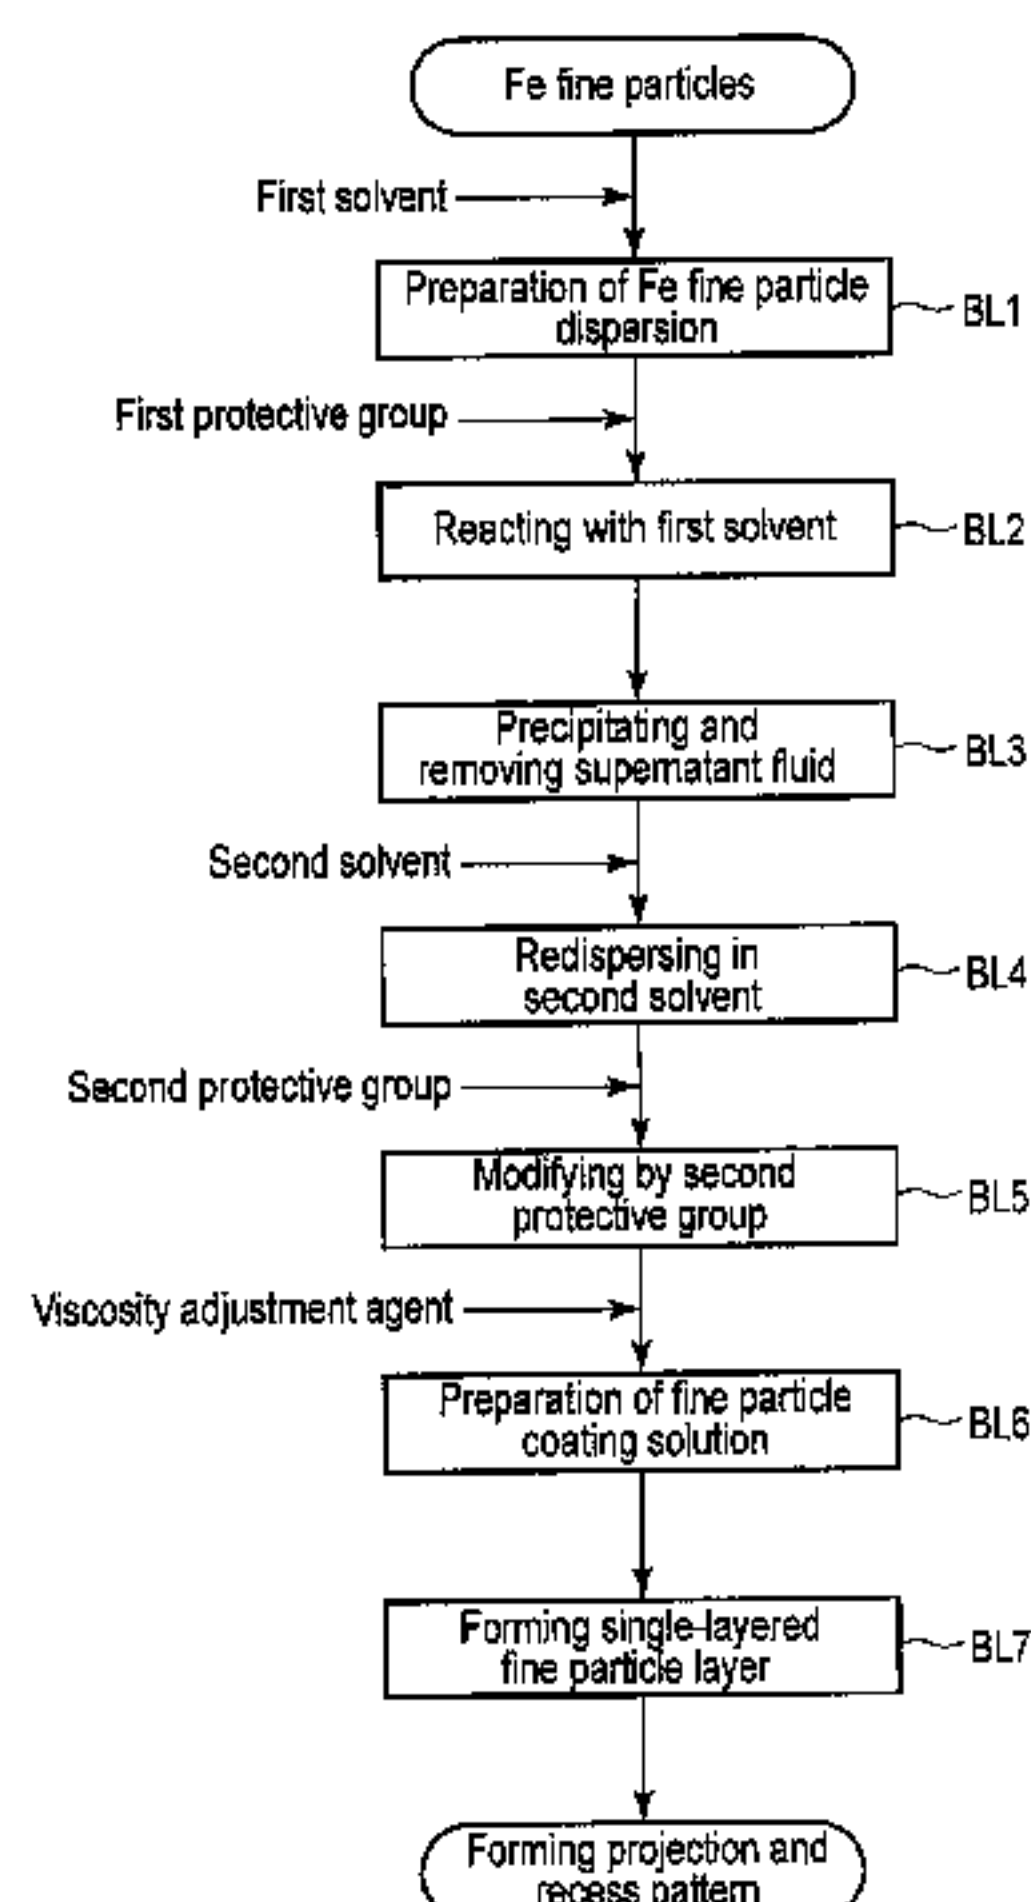 Fe fine particles
First solvent
Preparation of Fe fine particle
dispersion
BL1
First protective group
Reacting with first solvent
BL2
Precipitating and
removing supernatant fluid
BL3
Second solvent
Redispersing in
second solvent
BL4
Second protective group
Modifying by second
protective group
BL5
Viscosity adjustment agent
Preparation of fine particle
coating solution
BL6
Forming single-layered
fine particle layer
BL7
Forming projection and
recess pattern